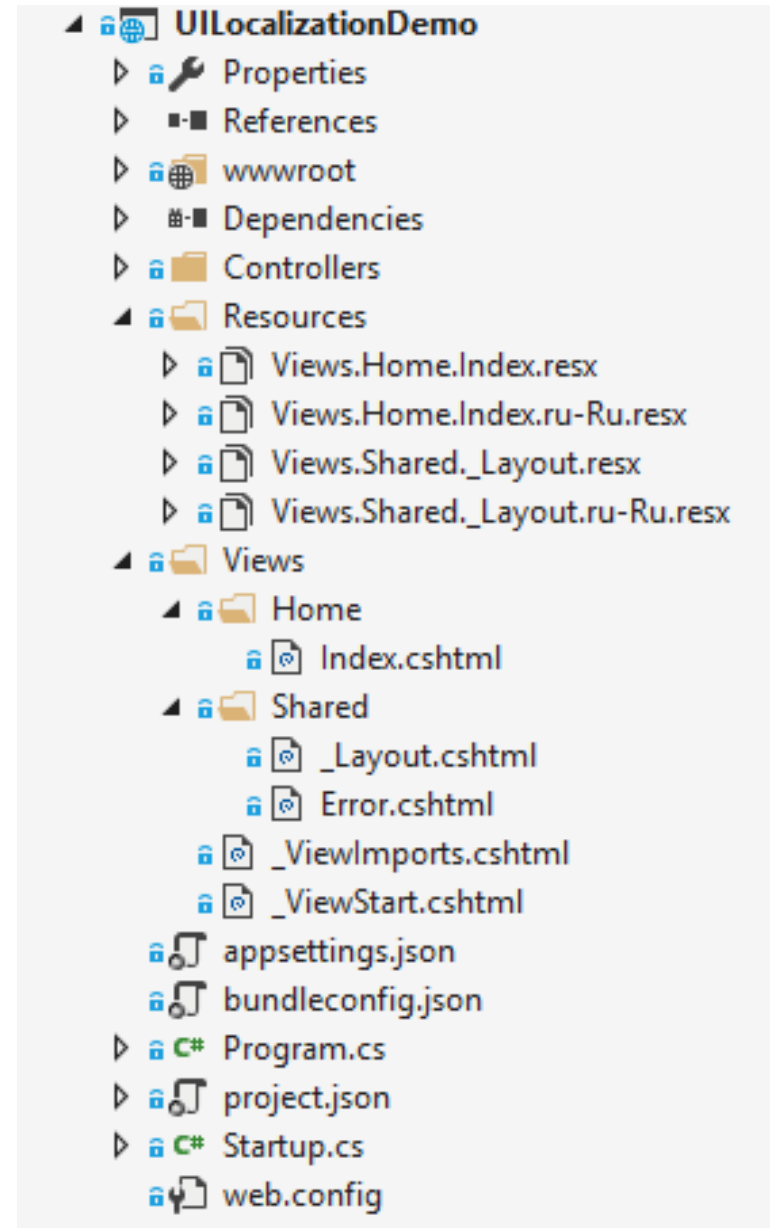 UILocalizationDemo
Properties
References
wwwroot
Dependencies
Controllers
Resources
Views.Home.Index.resx
Views.Home.Index.ru-Ru.resx
Views.Shared._Layout.resx
Views.Shared._Layout.ru-Ru.resx
Views
Home
Index.cshtml
Shared
_Layout.cshtml
Error.cshtml
_ViewImports.cshtml
_ViewStart.cshtml
appsettings.json
bundleconfig.json
C# Program.cs
project.json
C# Startup.cs
web.config